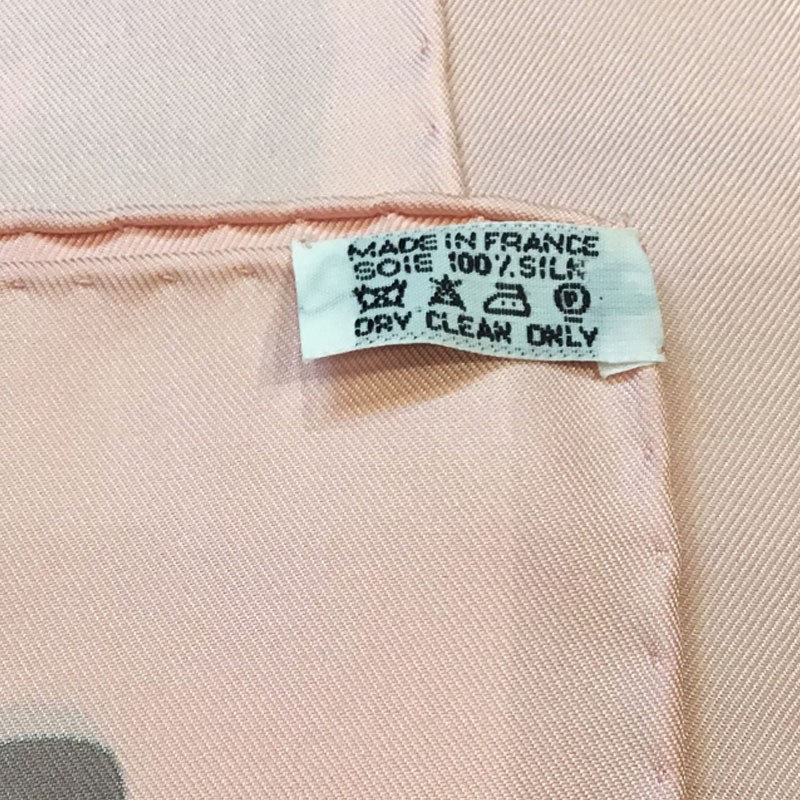 MADE IN FRANCE
SOIE 100% SILK
P
DRY CLEAN ONLY